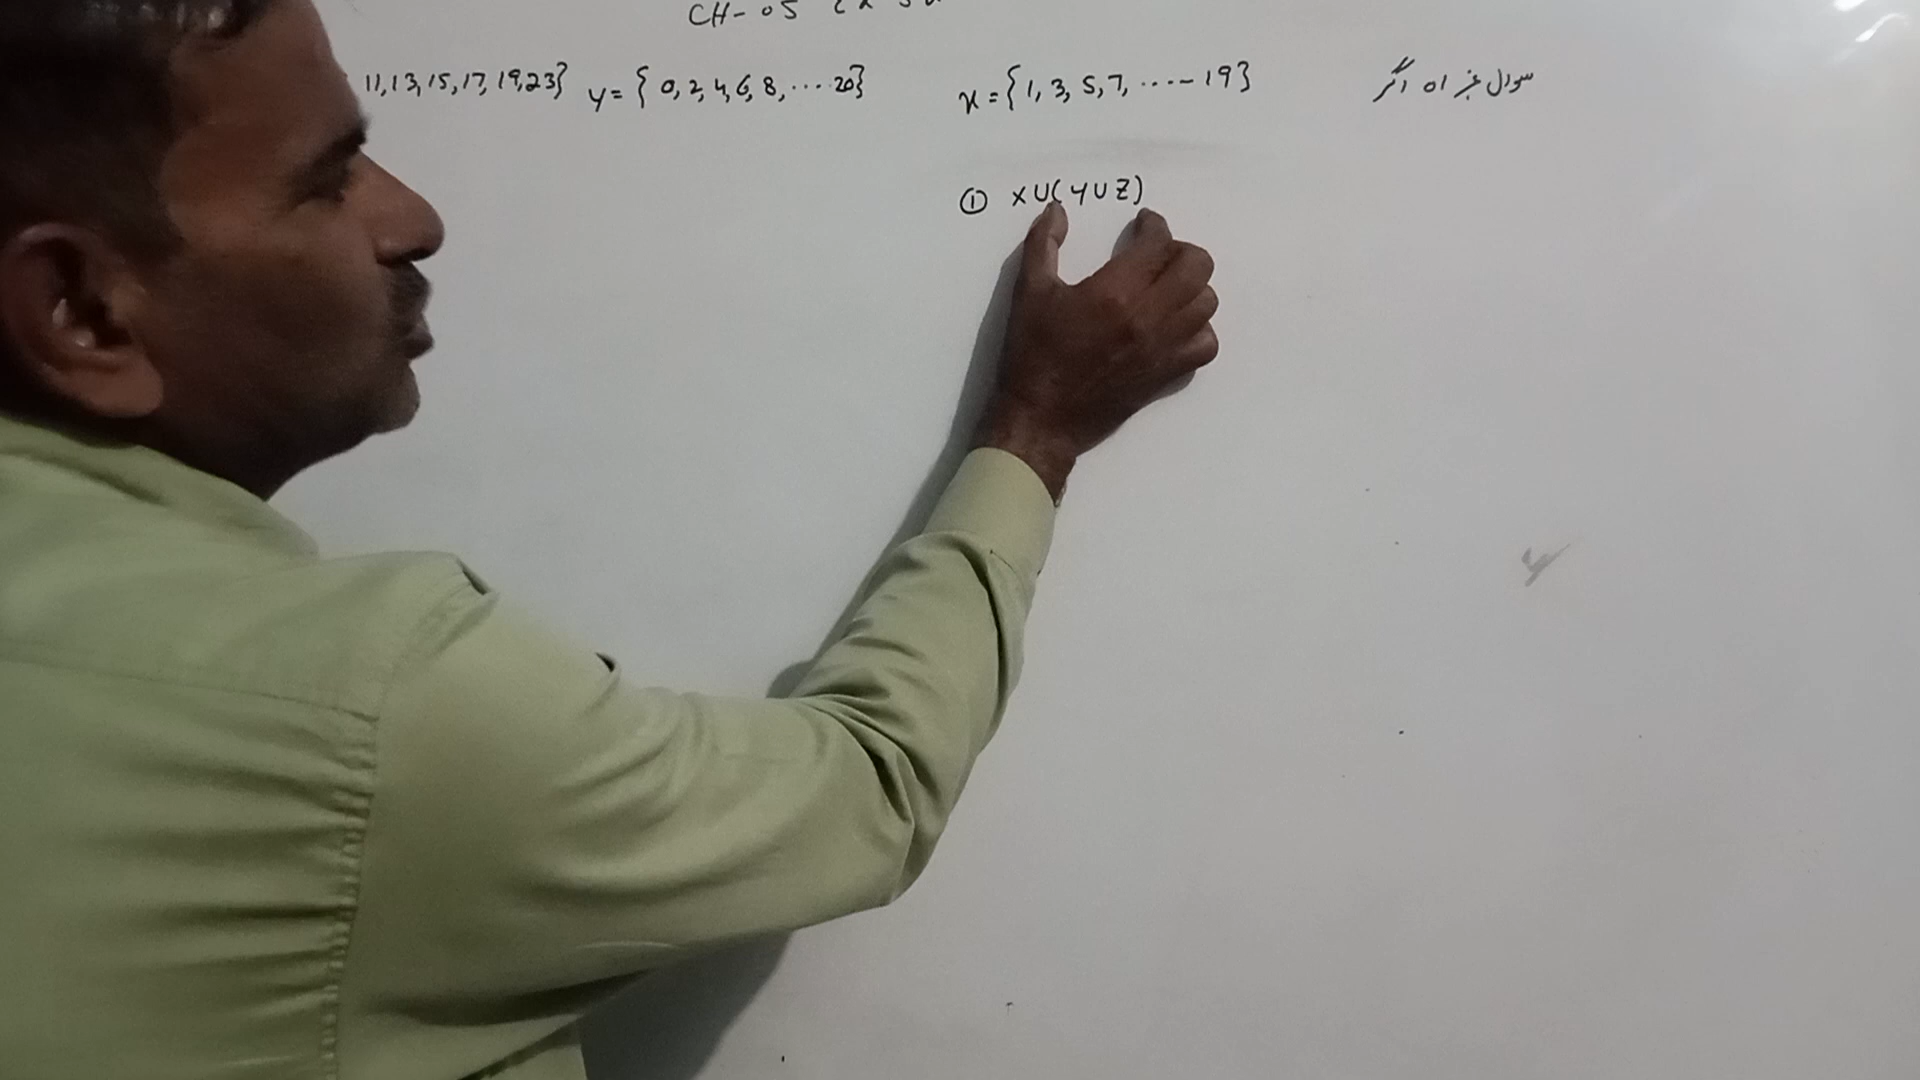 CH-05
سوال نمبر 01 اگر x = {1, 3, 5, 7, ..... 19} y = {0, 2, 4, 6, 8, .... 20} 11, 13, 15, 17, 19, 23}
① X∪(Y∪Z)